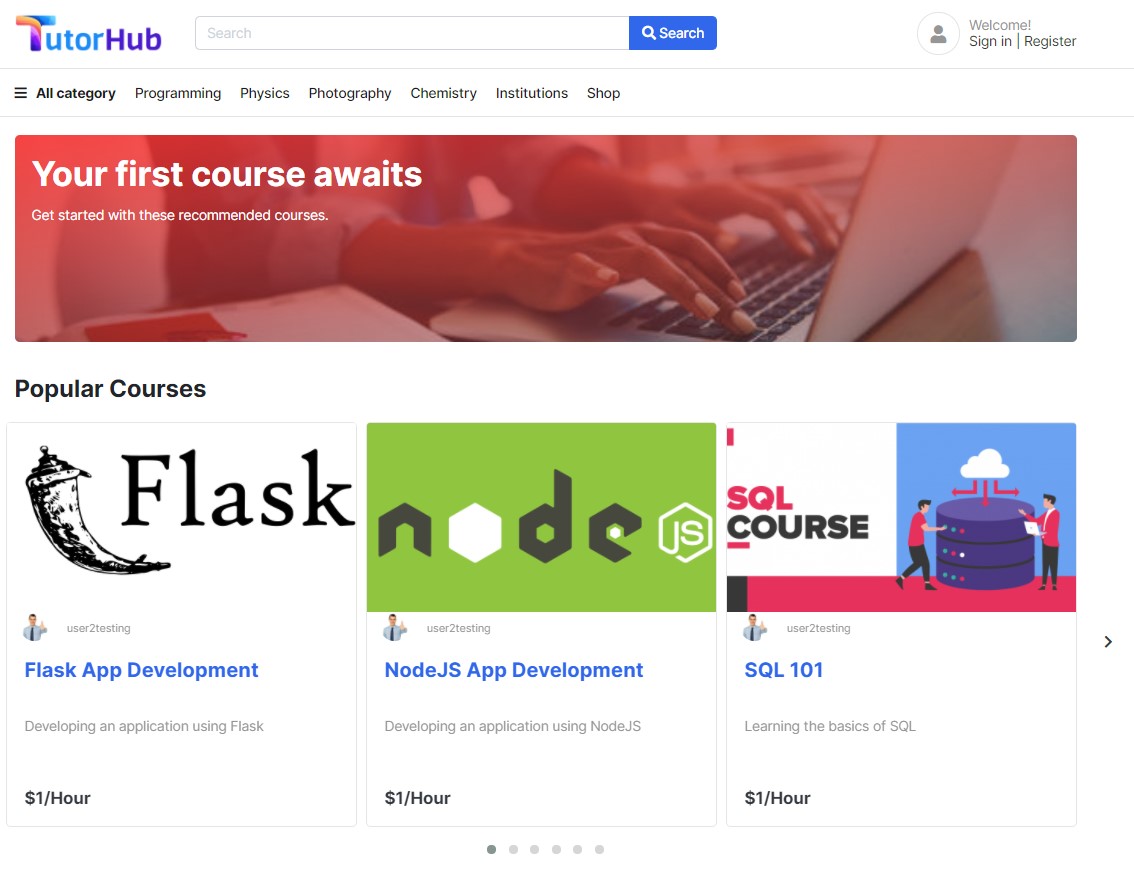 TutorHub
Search
Search
Welcome!
Sign in | Register
All category Programming Physics Photography Chemistry Institutions Shop
Your first course awaits
Get started with these recommended courses.
Popular Courses
Flask
node JS
SQL
COURSE
user2testing
user2testing
user2testing
Flask App Development
NodeJS App Development
SQL 101
Developing an application using Flask
Developing an application using NodeJS
Learning the basics of SQL
$1/Hour
$1/Hour
$1/Hour